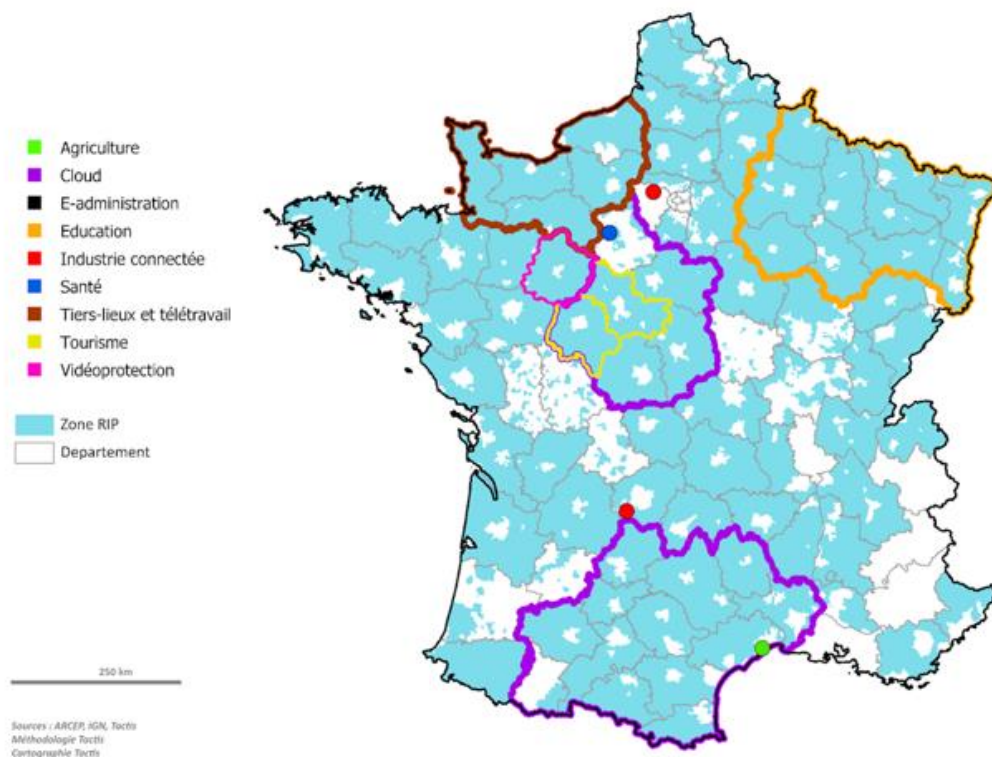 Agriculture
Cloud
E-administration
Education
Industrie connectée
Santé
Tiers-lieux et télétravail
Tourisme
Vidéoprotection
Zone RIP
Departement
250 km
Sources : ARCEP, IGN, Tactis
Méthodologie Tactis
Cartographie Tactis